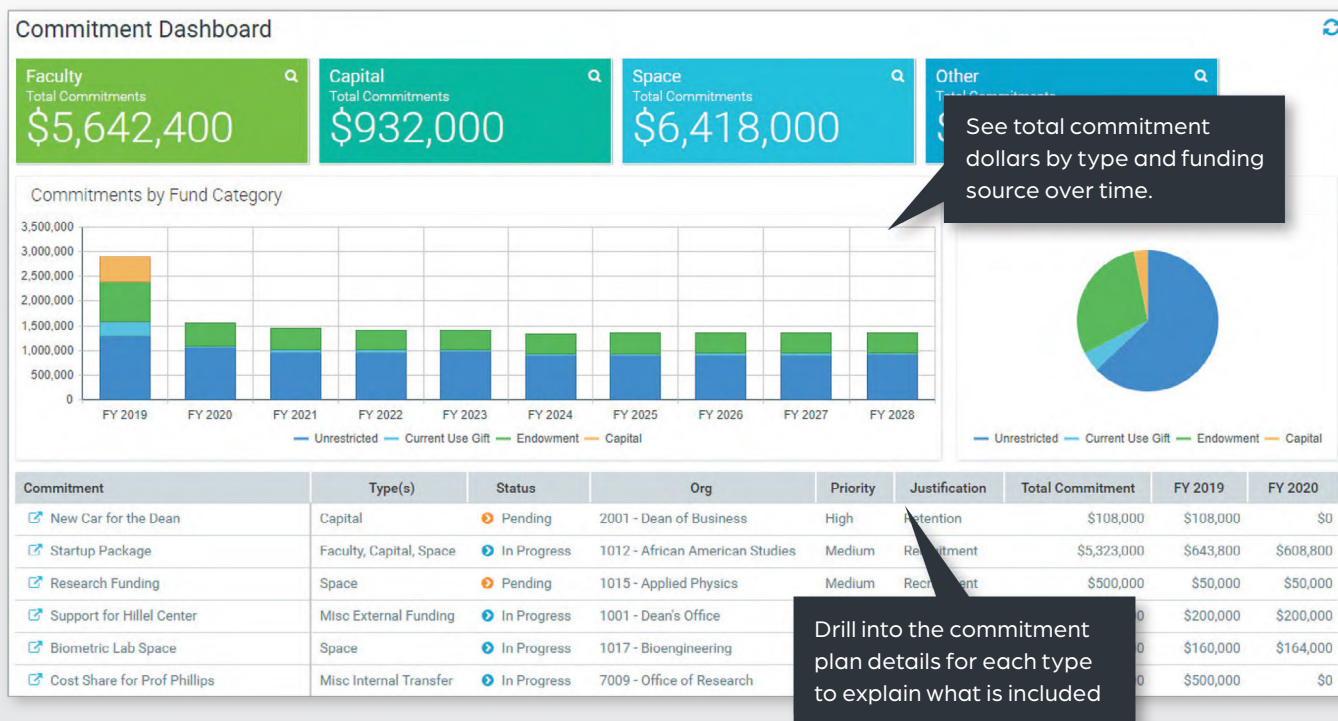 Commitment Dashboard
Faculty
Total Commitments
$5,642,400
Capital
Total Commitments
$932,000
Space
Total Commitments
$6,418,000
Other
Total Commitments
See total commitment
dollars by type and funding
source over time.
Commitments by Fund Category
3,500,000
3,000,000
2,500,000
2,000,000
1,500,000
1,000,000
500,000
0
FY 2019 FY 2020 FY 2021 FY 2022 FY 2023 FY 2024 FY 2025 FY 2026 FY 2027 FY 2028
Unrestricted Current Use Gift Endowment Capital
Unrestricted Current Use Gift Endowment Capital
Commitment Type(s) Status Org Priority Justification Total Commitment FY 2019 FY 2020
New Car for the Dean Capital Pending 2001 - Dean of Business High Retention $108,000 $108,000 $0
Startup Package Faculty, Capital, Space In Progress 1012 - African American Studies Medium Recruitment $5,323,000 $643,800 $608,800
Research Funding Space Pending 1015 - Applied Physics Medium Recruitment $500,000 $50,000 $50,000
Support for Hillel Center Misc External Funding In Progress 1001 - Dean's Office $200,000 $200,000
Biometric Lab Space Space In Progress 1017 - Bioengineering $160,000 $164,000
Cost Share for Prof Phillips Misc Internal Transfer In Progress 7009 - Office of Research $500,000 $0
Drill into the commitment
plan details for each type
to explain what is included